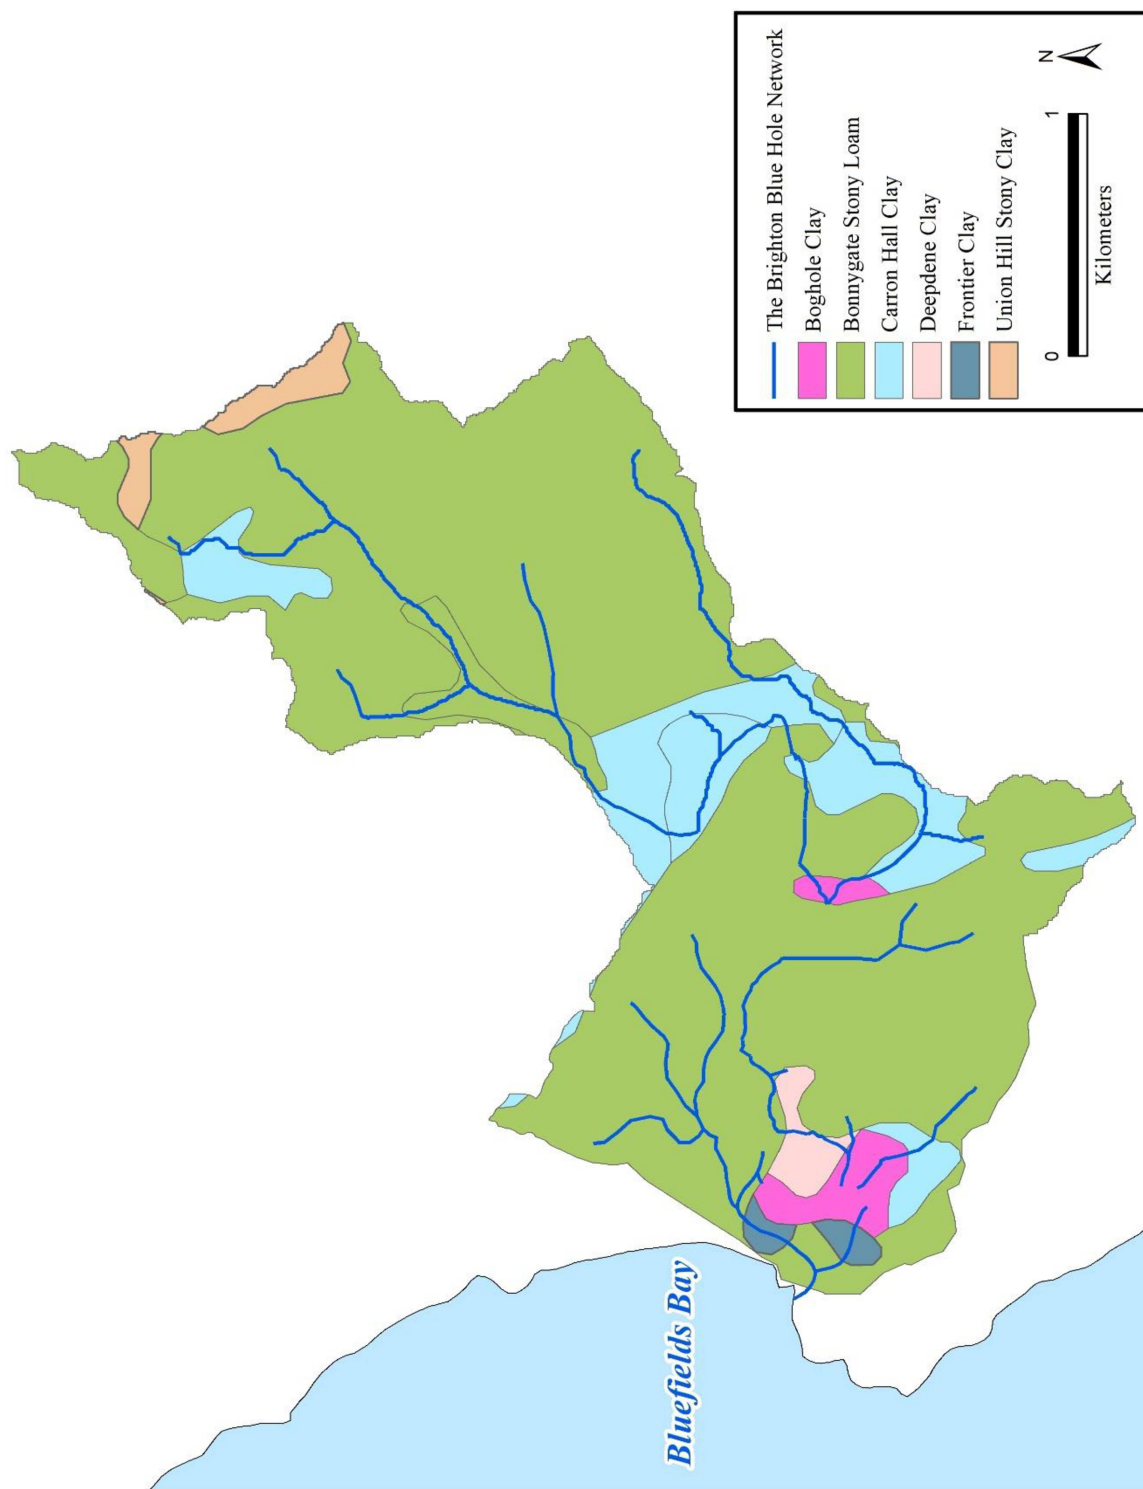 Bluefields Bay
The Brighton Blue Hole Network
Boghole Clay
Bonnygate Stony Loam
Carron Hall Clay
Deepdene Clay
Frontier Clay
Union Hill Stony Clay
0 1
Kilometers
N